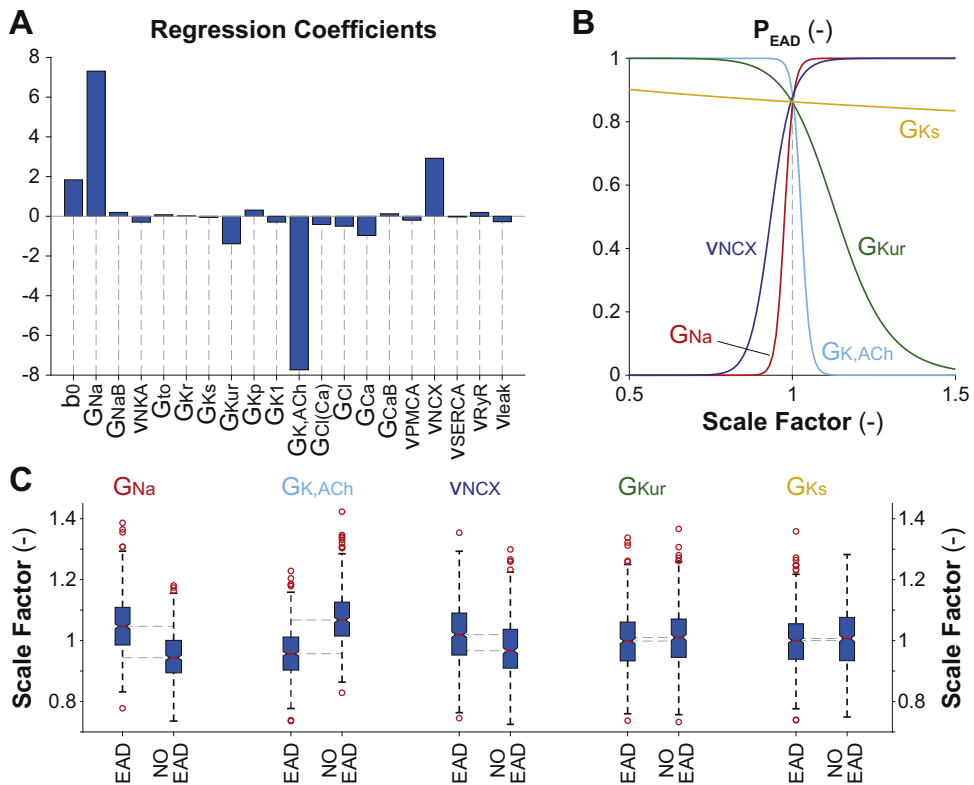 A
Regression Coefficients
8
6
4
2
0
-2
-4
-6
-8
b0
GNa
GNaB
vNKA
Gto
GKr
GKs
GKur
GKp
GK1
GK,ACh
GCl(Ca)
GCl
GCa
GCaB
vPMCA
vNCX
vSERCA
vRyR
vleak
B
PEAD (-)
1
0.8
0.6
0.4
0.2
0
GKs
vNCX
GKur
GNa
GK,ACh
0.5
1
1.5
Scale Factor (-)
C
GNa
GK,ACh
vNCX
GKur
GKs
Scale Factor (-)
1.4
1.2
1
0.8
1.4
1.2
1
0.8
Scale Factor (-)
EAD
NO
EAD
EAD
NO
EAD
EAD
NO
EAD
EAD
NO
EAD
EAD
NO
EAD